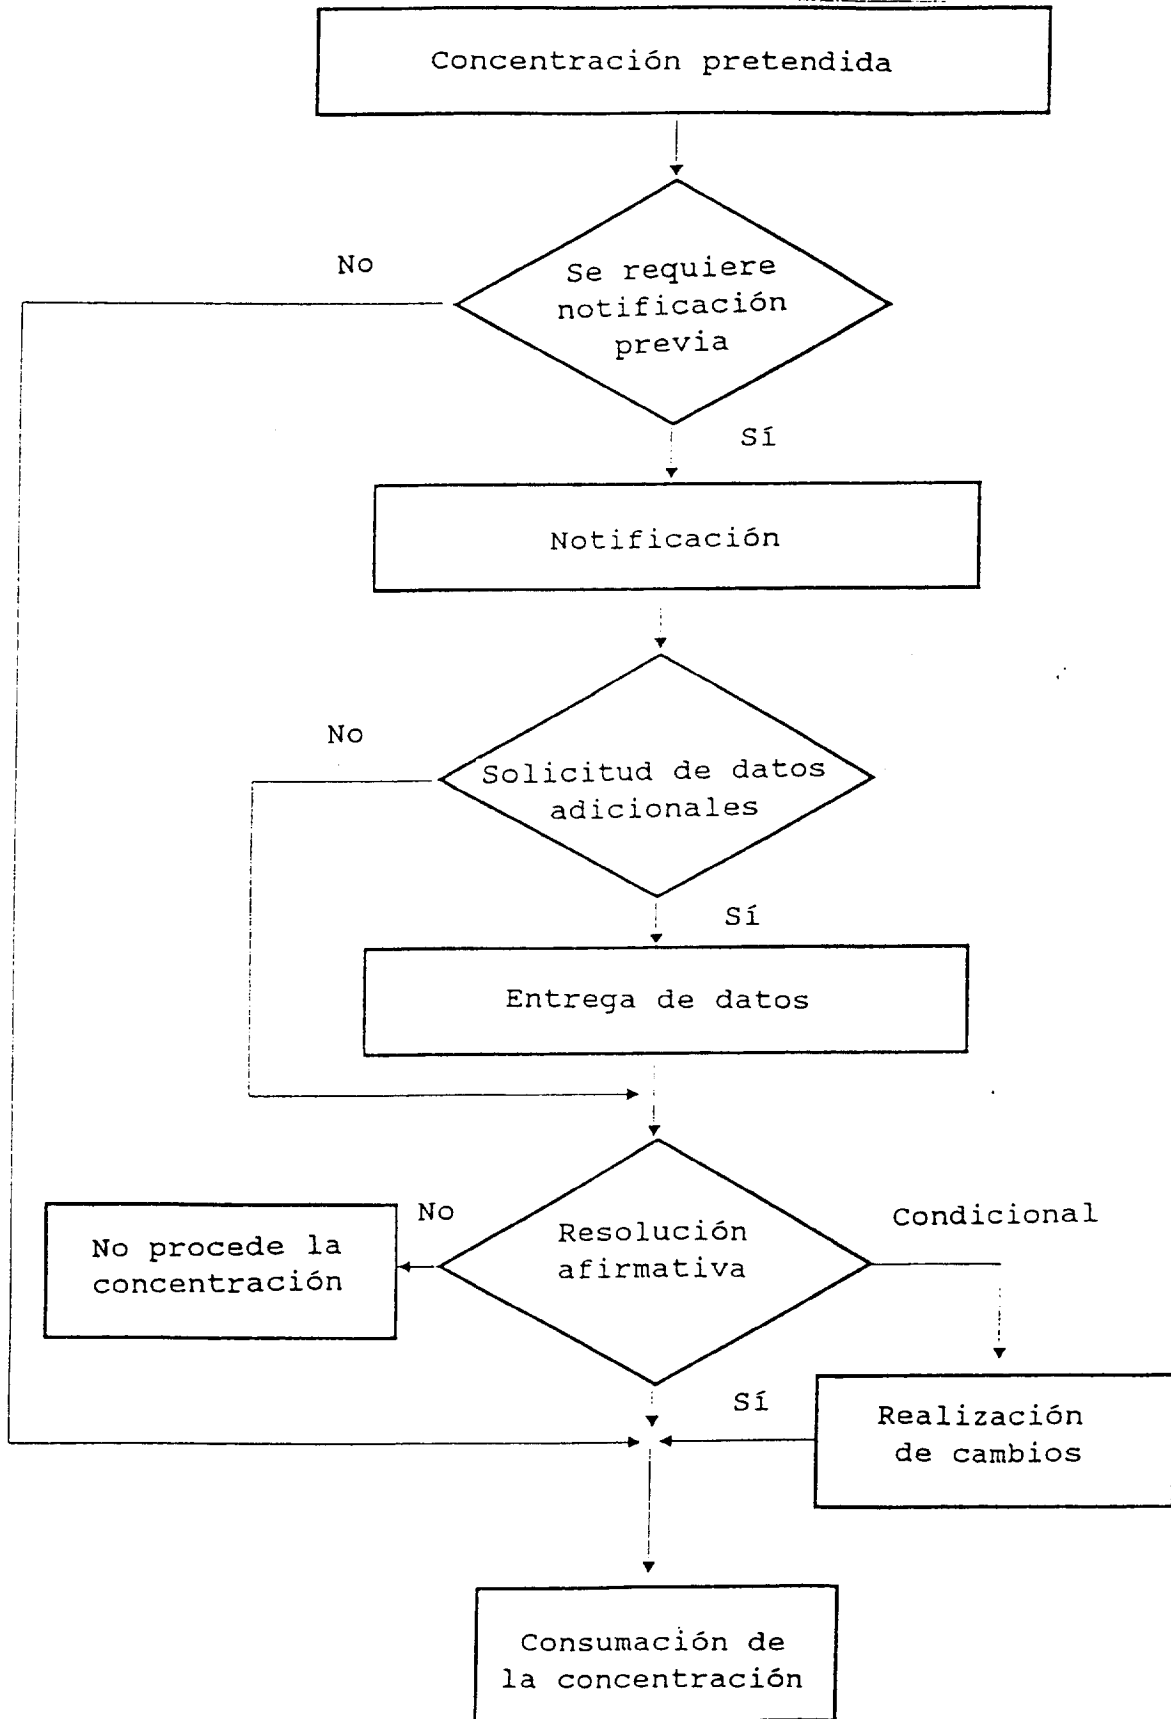 Concentración pretendida
No
Se requiere
notificación
previa
Sí
Notificación
No
Solicitud de datos
adicionales
Sí
Entrega de datos
No procede la
concentración
No
Resolución
afirmativa
Condicional
Sí
Realización
de cambios
Consumación de
la concentración